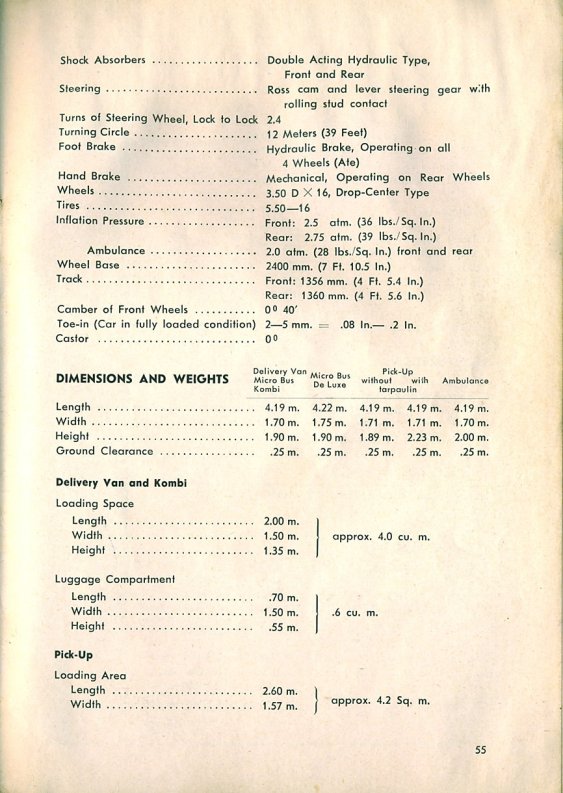 Shock Absorbers .................. Double Acting Hydraulic Type,
Front and Rear
Steering .......................... Ross cam and lever steering gear with
rolling stud contact
Turns of Steering Wheel, Lock to Lock 2.4
Turning Circle ..................... 12 Meters (39 Feet)
Foot Brake ....................... Hydraulic Brake, Operating on all
4 Wheels (Ate)
Hand Brake ...................... Mechanical, Operating on Rear Wheels
Wheels ........................... 3.50 D × 16, Drop-Center Type
Tires ............................. 5.50—16
Inflation Pressure .................. Front: 2.5 atm. (36 lbs./Sq. In.)
Rear: 2.75 atm. (39 lbs./Sq. In.)
Ambulance .................. 2.0 atm. (28 lbs./Sq. In.) front and rear
Wheel Base ...................... 2400 mm. (7 Ft. 10.5 In.)
Track ............................. Front: 1356 mm. (4 Ft. 5.4 In.)
Rear: 1360 mm. (4 Ft. 5.6 In.)
Camber of Front Wheels ........... 0° 40′
Toe-in (Car in fully loaded condition) 2—5 mm. = .08 In.— .2 In.
Castor ........................... 0°
DIMENSIONS AND WEIGHTS
Delivery Van Micro Bus Kombi
Micro Bus De Luxe
Pick-Up without with tarpaulin
Ambulance
Length ........................... 4.19 m. 4.22 m. 4.19 m. 4.19 m. 4.19 m.
Width ............................ 1.70 m. 1.75 m. 1.71 m. 1.71 m. 1.70 m.
Height ........................... 1.90 m. 1.90 m. 1.89 m. 2.23 m. 2.00 m.
Ground Clearance ................. .25 m. .25 m. .25 m. .25 m. .25 m.
Delivery Van and Kombi
Loading Space
Length ........................ 2.00 m.
Width ......................... 1.50 m. approx. 4.0 cu. m.
Height ........................ 1.35 m.
Luggage Compartment
Length ........................ .70 m.
Width ......................... 1.50 m. .6 cu. m.
Height ........................ .55 m.
Pick-Up
Loading Area
Length ........................ 2.60 m.
Width ......................... 1.57 m. approx. 4.2 Sq. m.
55